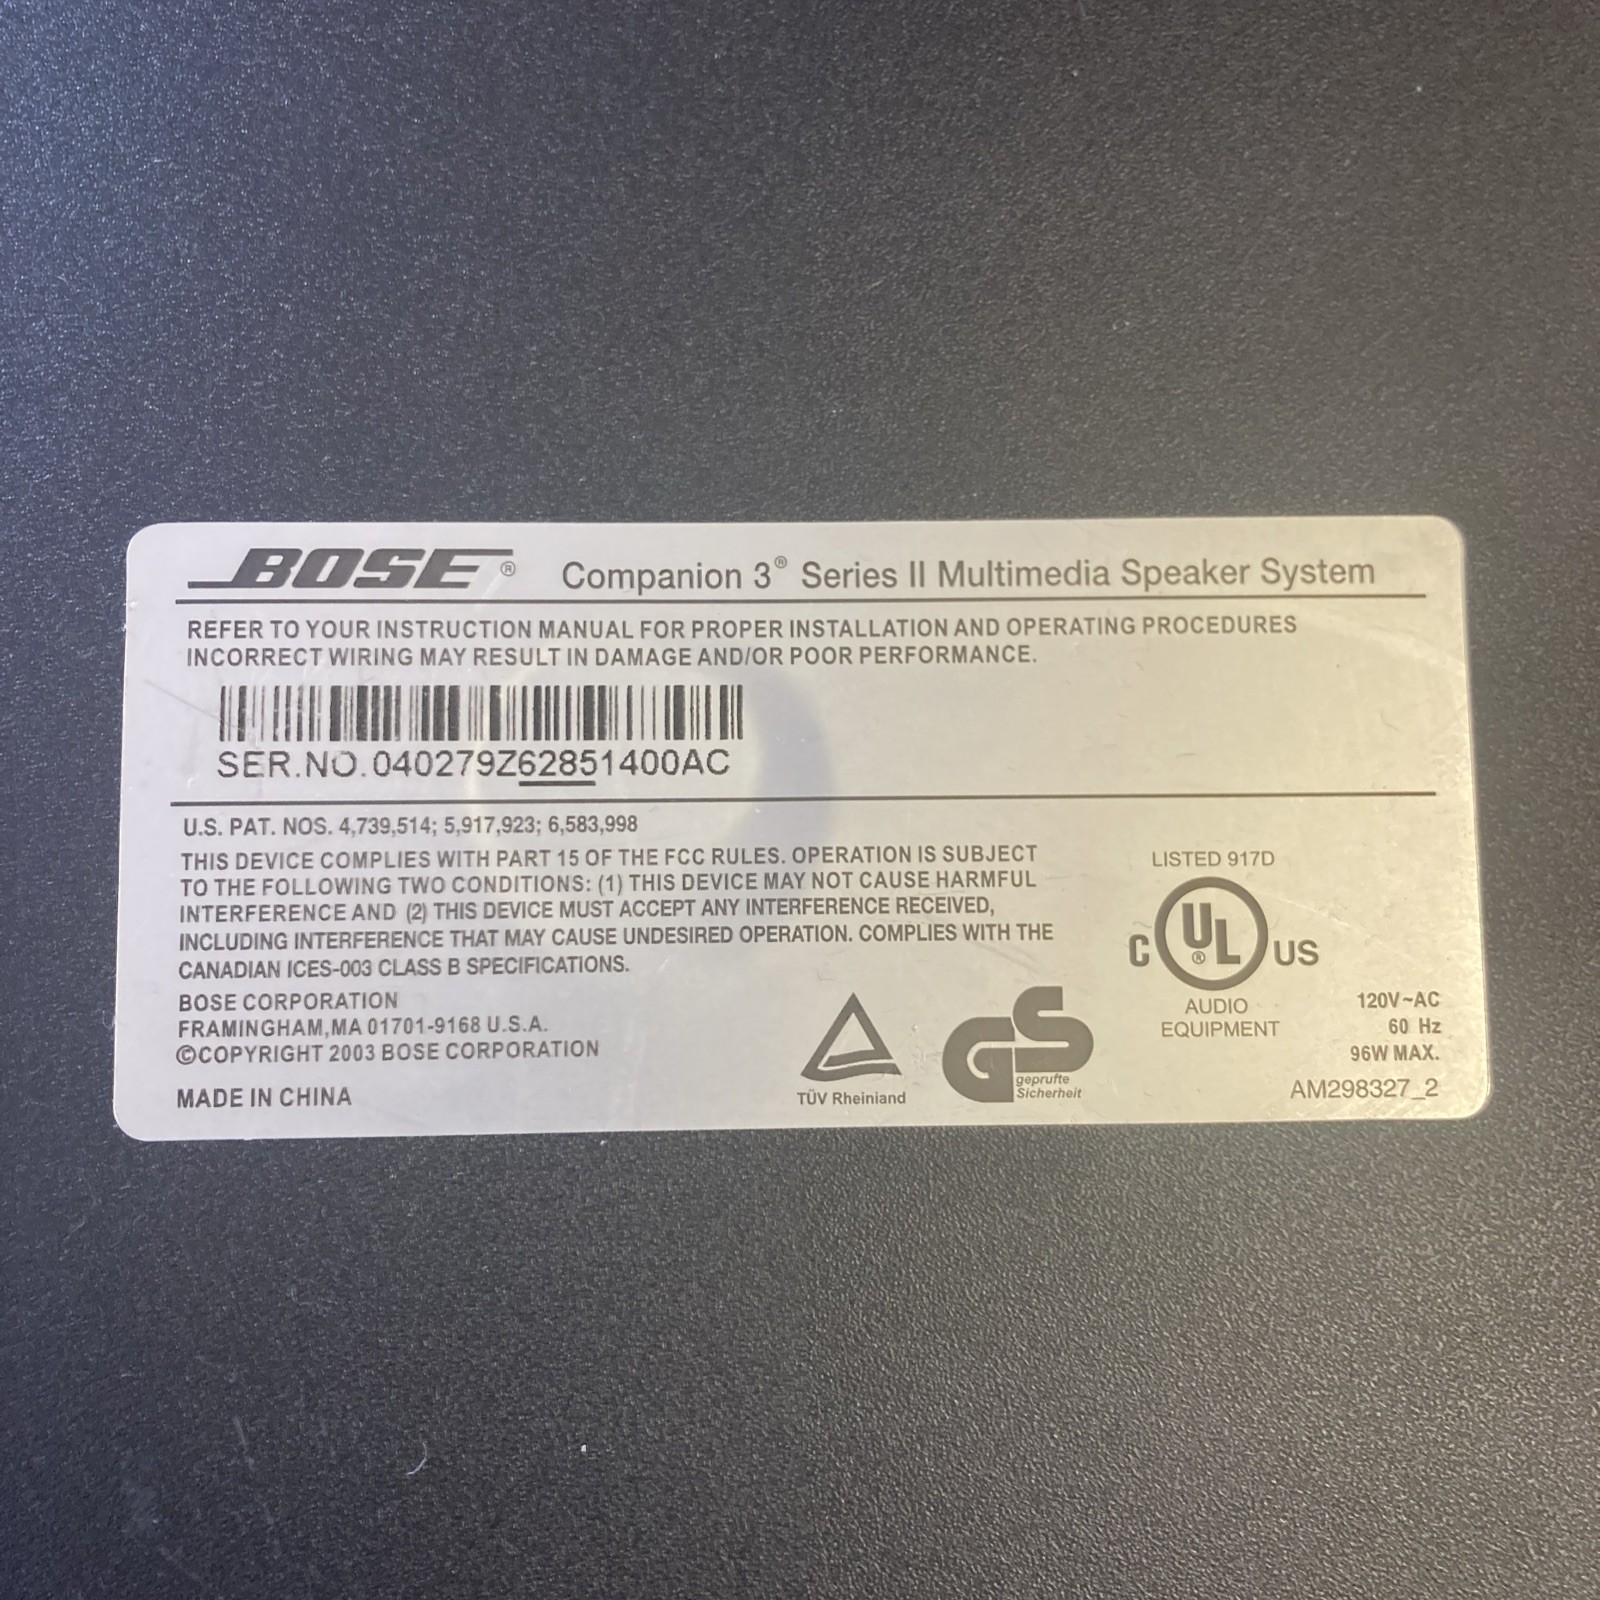 BOSE® Companion 3® Series II Multimedia Speaker System
REFER TO YOUR INSTRUCTION MANUAL FOR PROPER INSTALLATION AND OPERATING PROCEDURES
INCORRECT WIRING MAY RESULT IN DAMAGE AND/OR POOR PERFORMANCE.
SER.NO.040279Z62851400AC
U.S. PAT. NOS. 4,739,514; 5,917,923; 6,583,998
THIS DEVICE COMPLIES WITH PART 15 OF THE FCC RULES. OPERATION IS SUBJECT
TO THE FOLLOWING TWO CONDITIONS: (1) THIS DEVICE MAY NOT CAUSE HARMFUL
INTERFERENCE AND (2) THIS DEVICE MUST ACCEPT ANY INTERFERENCE RECEIVED,
INCLUDING INTERFERENCE THAT MAY CAUSE UNDESIRED OPERATION. COMPLIES WITH THE
CANADIAN ICES-003 CLASS B SPECIFICATIONS.
BOSE CORPORATION
FRAMINGHAM,MA 01701-9168 U.S.A.
©COPYRIGHT 2003 BOSE CORPORATION
MADE IN CHINA
TÜV Rheinland
GS
geprufte
Sicherheit
LISTED 917D
C UL® US
AUDIO
EQUIPMENT
120V~AC
60 Hz
96W MAX.
AM298327_2